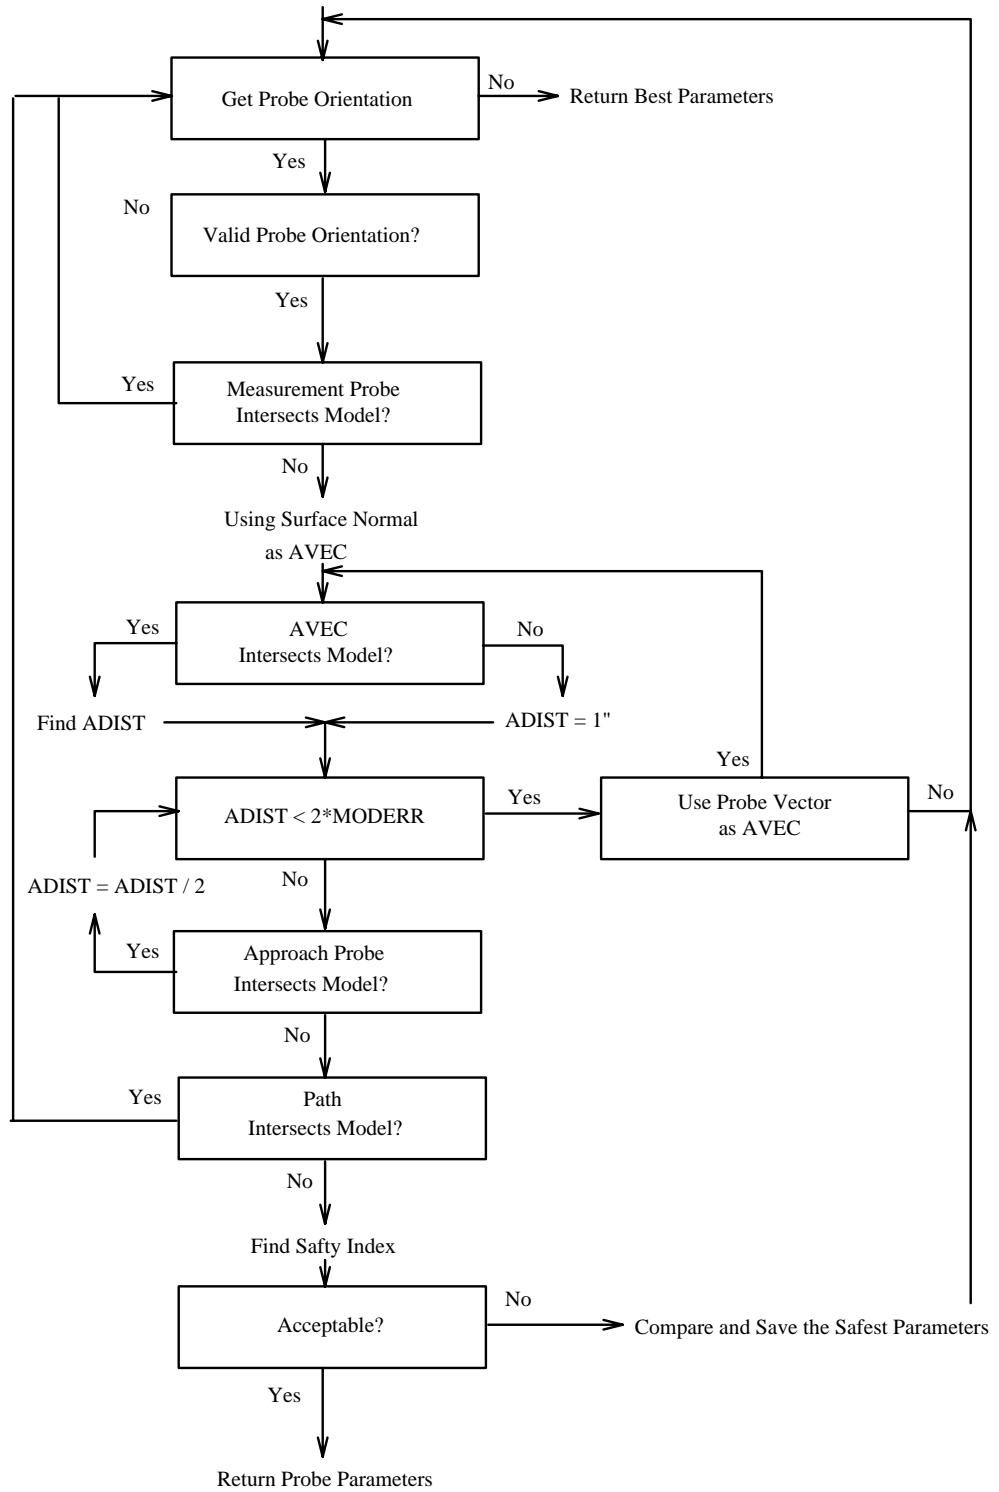 No
Get Probe Orientation
Return Best Parameters
Yes
No
Valid Probe Orientation?
Yes
Yes
Measurement Probe
Intersects Model?
No
Using Surface Normal
as AVEC
Yes
AVEC
Intersects Model?
No
Find ADIST
ADIST = 1"
Yes
ADIST < 2*MODERR
Yes
Use Probe Vector
as AVEC
No
No
ADIST = ADIST / 2
Yes
Approach Probe
Intersects Model?
No
Yes
Path
Intersects Model?
No
Find Safty Index
No
Acceptable?
Compare and Save the Safest Parameters
Yes
Return Probe Parameters